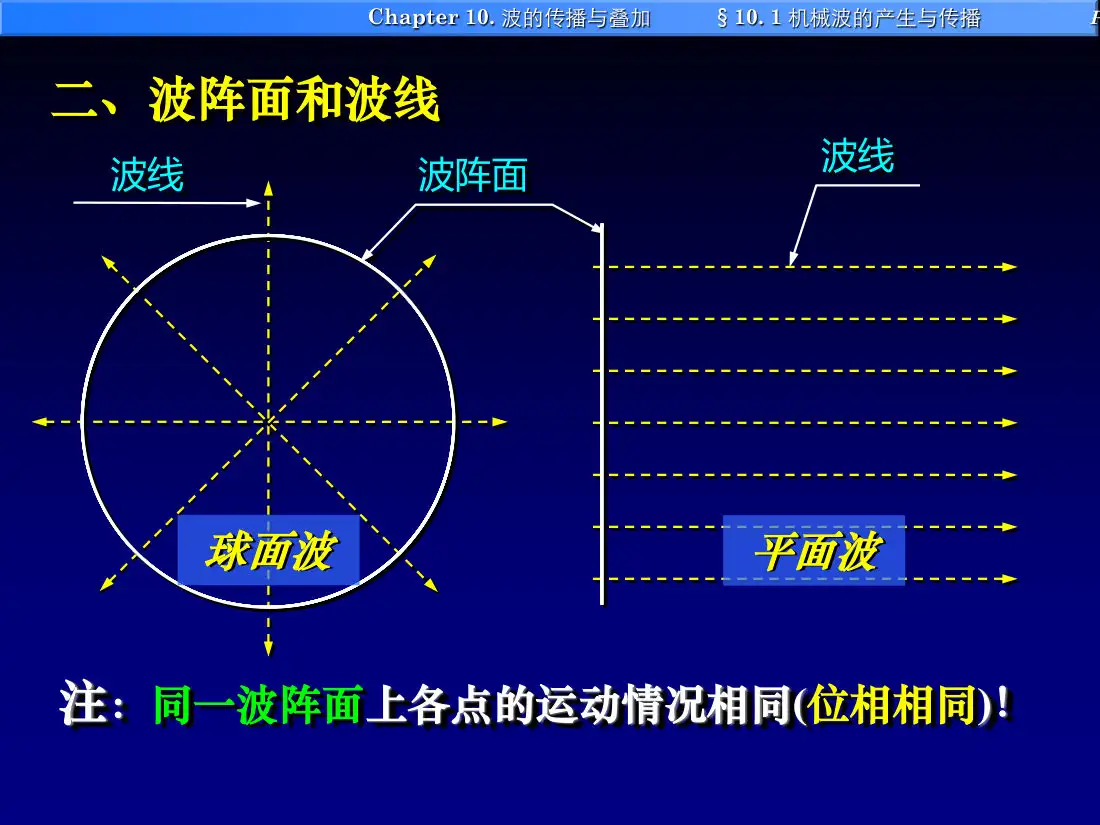 Chapter 10. 波的传播与叠加 §10. 1 机械波的产生与传播
二、波阵面和波线
波线 波阵面 波线
球面波 平面波
注：同一波阵面上各点的运动情况相同(位相相同)！